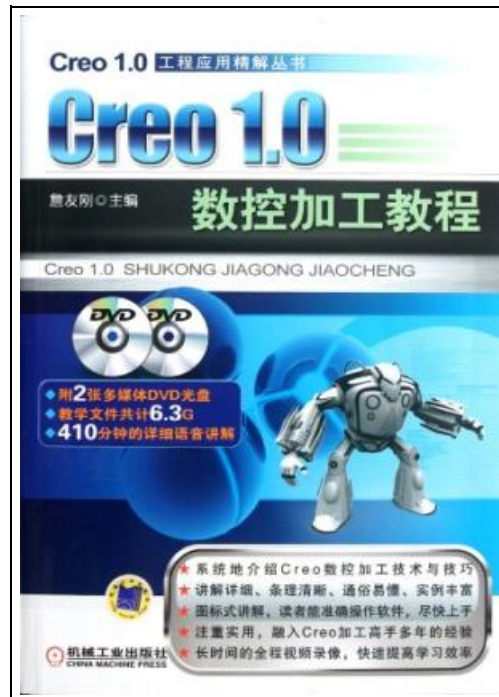 Creo 1.0 工程应用精解丛书
Creo 1.0
詹友刚 主编
数控加工教程
Creo 1.0 SHUKONG JIAGONG JIAOCHENG
DVD DVD
◆附2张多媒体DVD光盘
◆教学文件共计6.3G
◆410分钟的详细语音讲解
★系统地介绍Creo数控加工技术与技巧
★讲解详细、条理清晰、通俗易懂、实例丰富
★图标式讲解，读者能准确操作软件，尽快上手
★注重实用，融入Creo加工高手多年的经验
★长时间的全程视频录像，快速提高学习效率
机械工业出版社
CHINA MACHINE PRESS